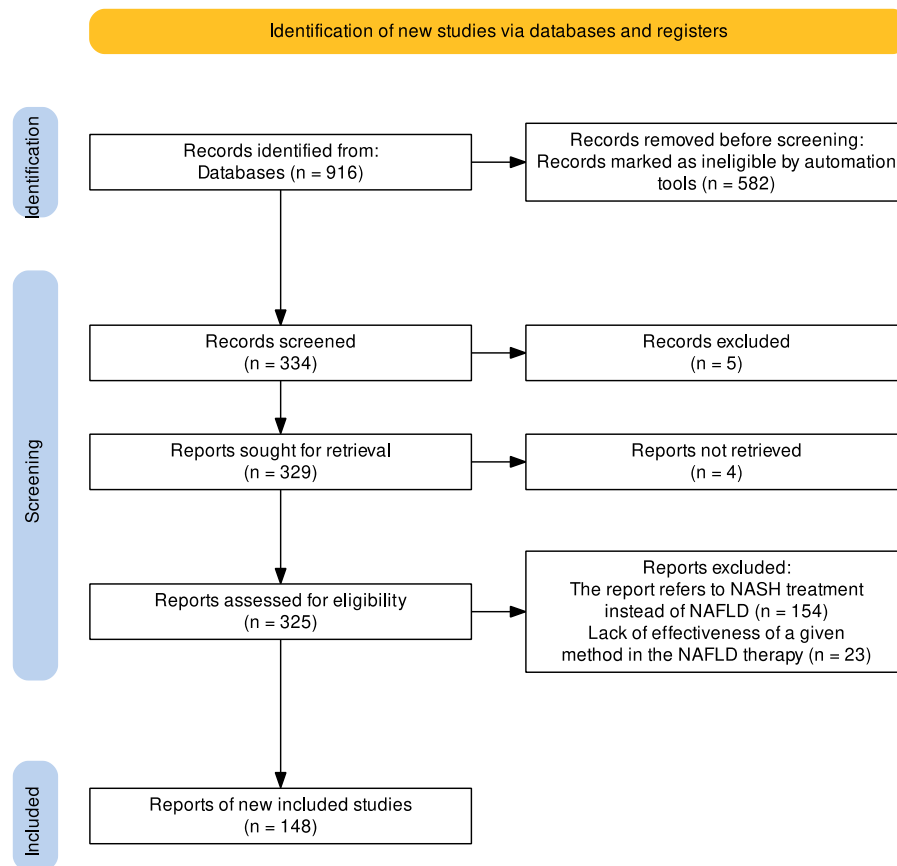 Identification of new studies via databases and registers
Identification
Records identified from:
Databases (n = 916)
Records removed before screening:
Records marked as ineligible by automation
tools (n = 582)
Screening
Records screened
(n = 334)
Records excluded
(n = 5)
Reports sought for retrieval
(n = 329)
Reports not retrieved
(n = 4)
Reports assessed for eligibility
(n = 325)
Reports excluded:
The report refers to NASH treatment
instead of NAFLD (n = 154)
Lack of effectiveness of a given
method in the NAFLD therapy (n = 23)
Included
Reports of new included studies
(n = 148)